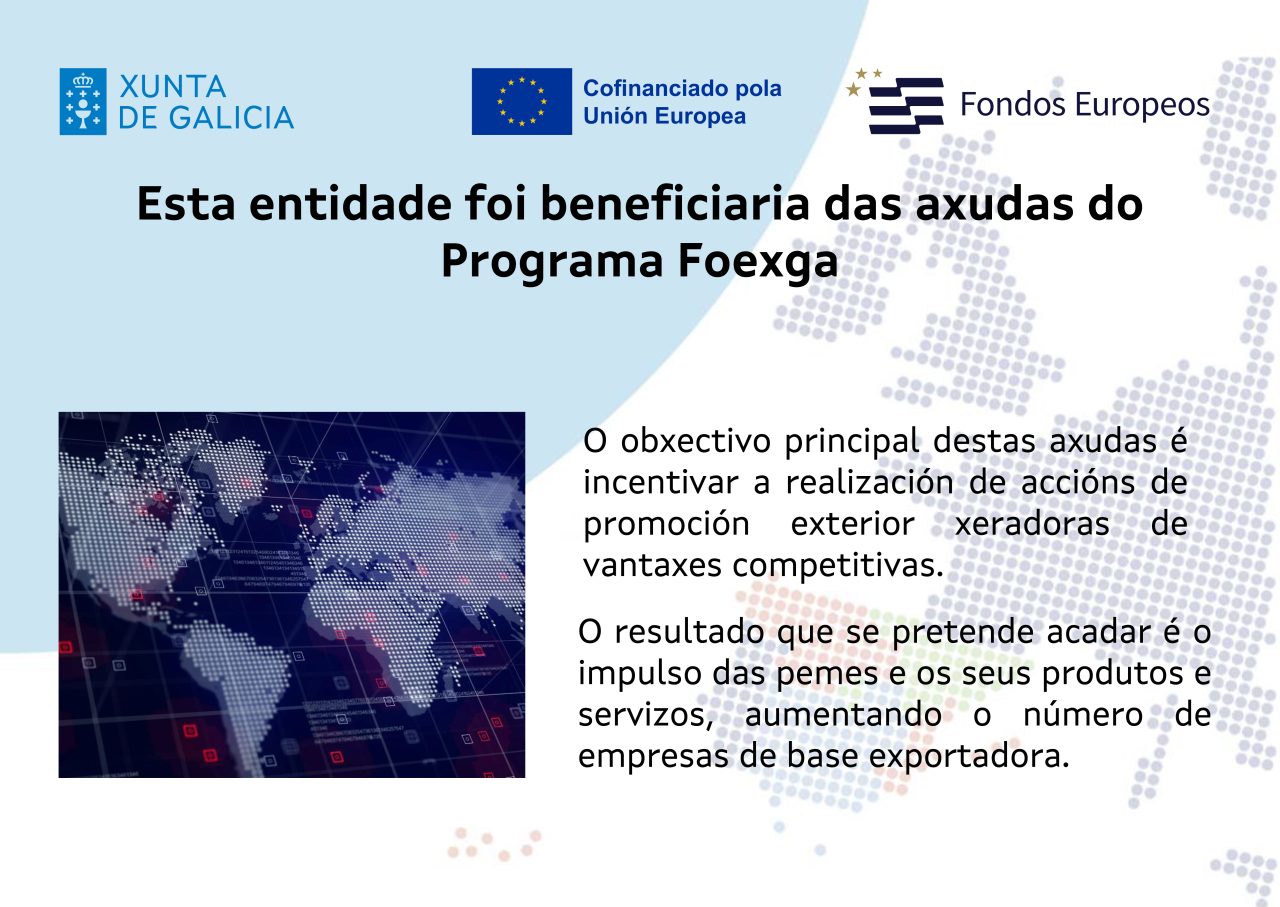 XUNTA
DE GALICIA
Cofinanciado pola
Unión Europea
Fondos Europeos
Esta entidade foi beneficiaria das axudas do
Programa Foexga
O obxectivo principal destas axudas é
incentivar a realización de accións de
promoción exterior xeradoras de
vantaxes competitivas.
O resultado que se pretende acadar é o
impulso das pemes e os seus produtos e
servizos, aumentando o número de
empresas de base exportadora.